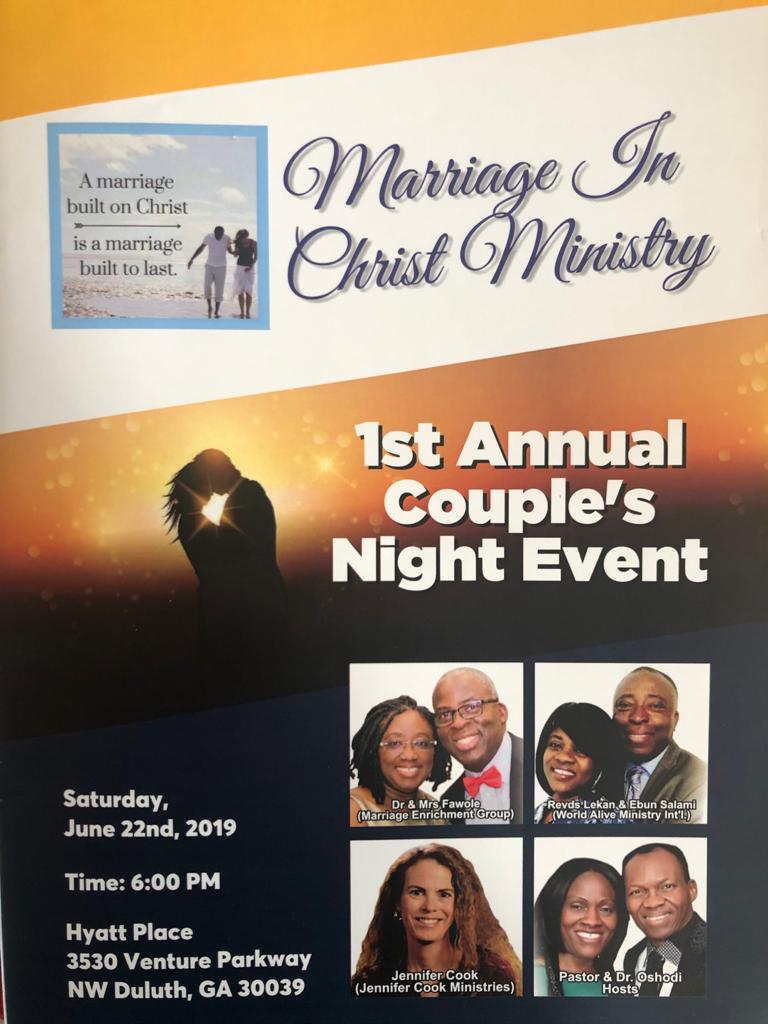 A marriage
built on Christ
is a marriage
built to last.
Marriage In
Christ Ministry
1st Annual
Couple's
Night Event
Dr & Mrs Fawole
(Marriage Enrichment Group)
Revds Lekan & Ebun Salami
(World Alive Ministry Int'l.)
Jennifer Cook
(Jennifer Cook Ministries)
Pastor & Dr. Oshodi
Hosts
Saturday,
June 22nd, 2019
Time: 6:00 PM
Hyatt Place
3530 Venture Parkway
NW Duluth, GA 30039